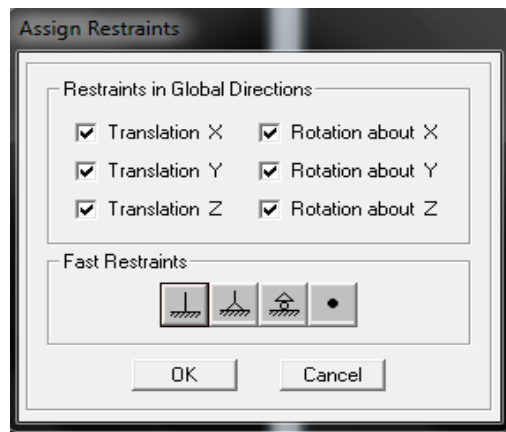 Assign Restraints
Restraints in Global Directions
Translation X Rotation about X
Translation Y Rotation about Y
Translation Z Rotation about Z
Fast Restraints
OK Cancel